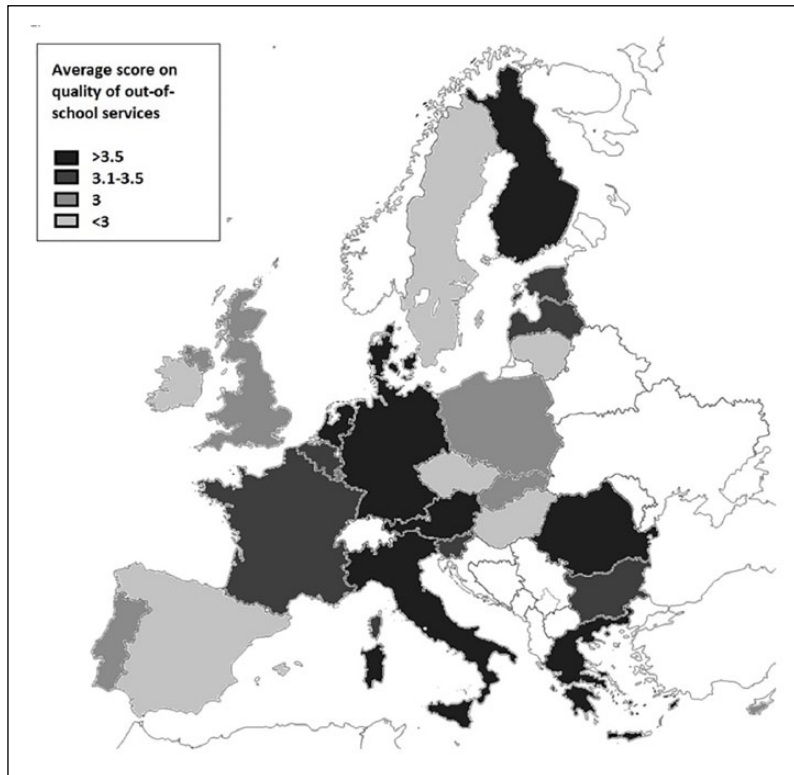 Average score on
quality of out-of-
school services
>3.5
3.1-3.5
3
<3